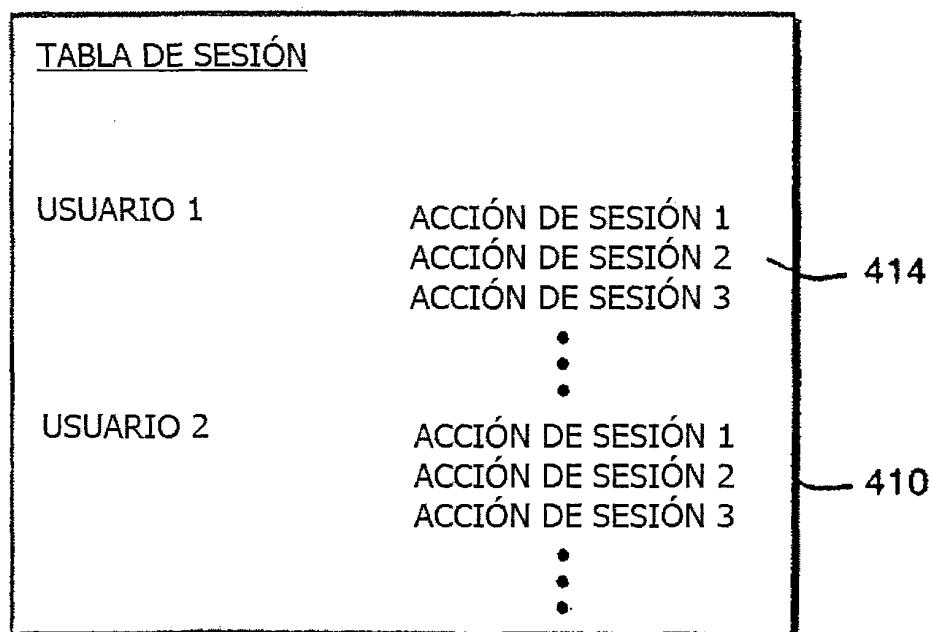 TABLA DE SESIÓN
USUARIO 1
ACCIÓN DE SESIÓN 1
ACCIÓN DE SESIÓN 2
ACCIÓN DE SESIÓN 3
414
USUARIO 2
ACCIÓN DE SESIÓN 1
ACCIÓN DE SESIÓN 2
ACCIÓN DE SESIÓN 3
410